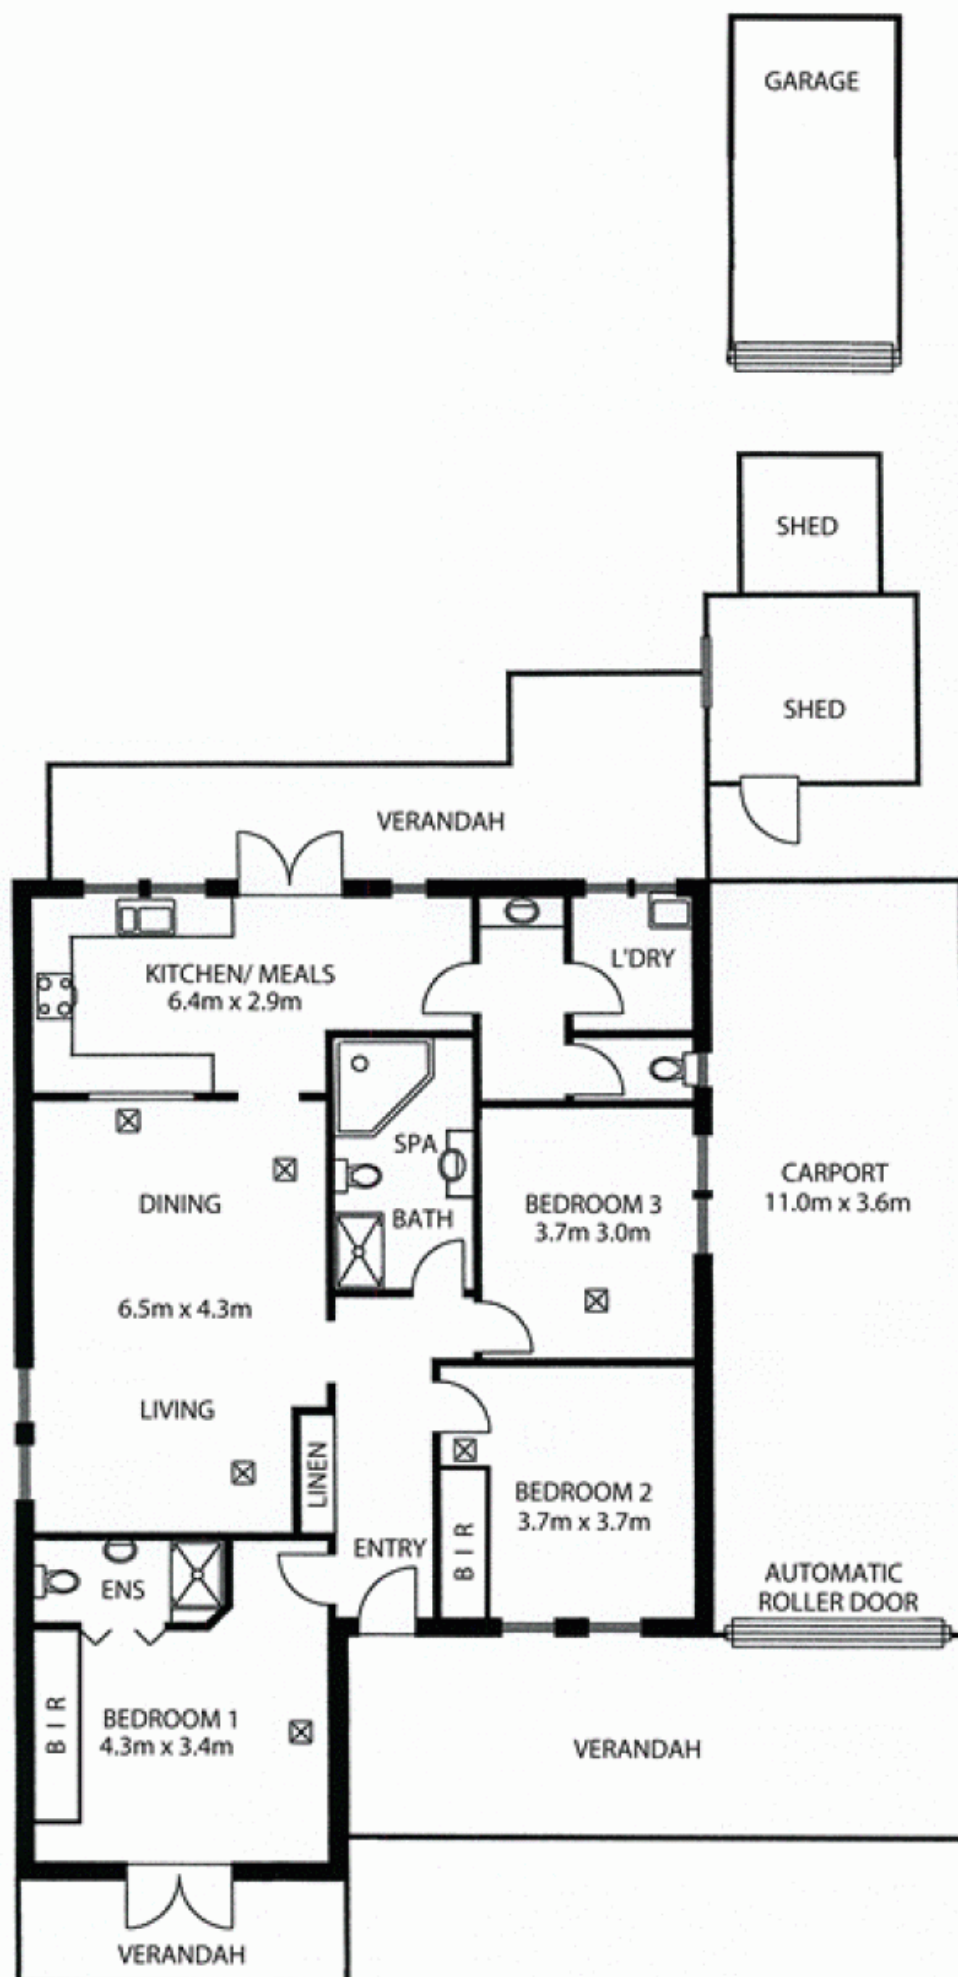 GARAGE
SHED
SHED
VERANDAH
L'DRY
KITCHEN/ MEALS
6.4m x 2.9m
SPA
BATH
DINING
6.5m x 4.3m
LIVING
BEDROOM 3
3.7m 3.0m
CARPORT
11.0m x 3.6m
LINEN
ENTRY
BIR
BEDROOM 2
3.7m x 3.7m
AUTOMATIC
ROLLER DOOR
ENS
BIR
BEDROOM 1
4.3m x 3.4m
VERANDAH
VERANDAH